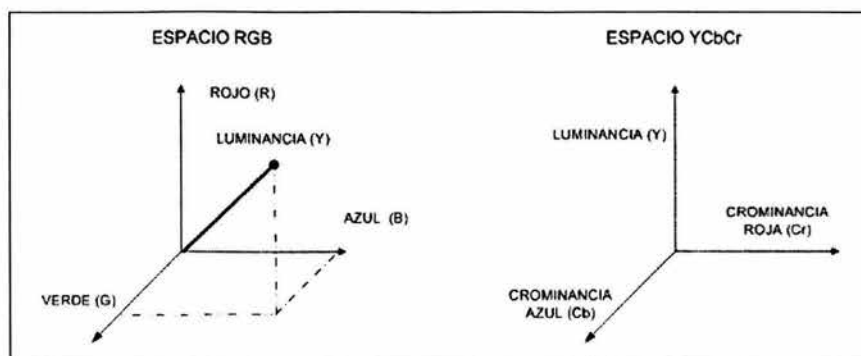 ESPACIO RGB
ROJO (R)
LUMINANCIA (Y)
AZUL (B)
VERDE (G)
ESPACIO YCbCr
LUMINANCIA (Y)
CROMINANCIA
ROJA (Cr)
CROMINANCIA
AZUL (Cb)